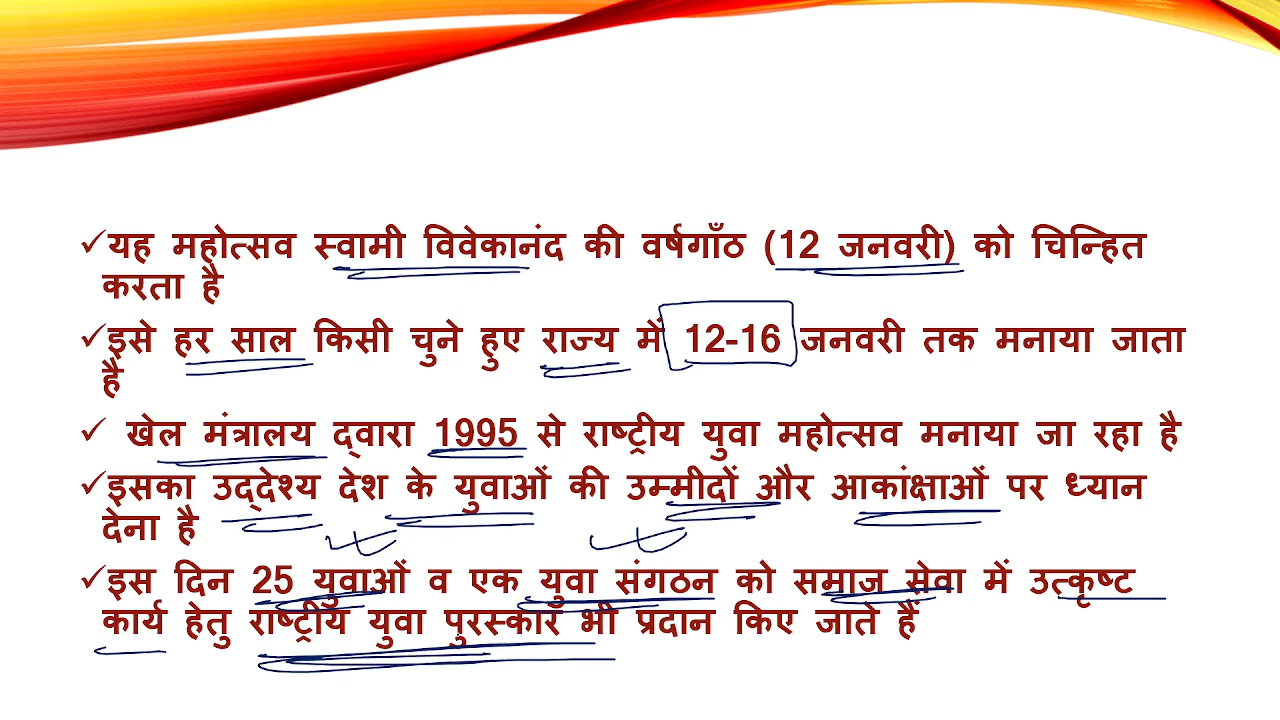 ✓यह महोत्सव स्वामी विवेकानंद की वर्षगाँठ (12 जनवरी) को चिन्हित
करता है
✓इसे हर साल किसी चुने हुए राज्य में 12-16 जनवरी तक मनाया जाता
है
✓ खेल मंत्रालय द्वारा 1995 से राष्ट्रीय युवा महोत्सव मनाया जा रहा है
✓इसका उद्देश्य देश के युवाओं की उम्मीदों और आकांक्षाओं पर ध्यान
देना है
✓इस दिन 25 युवाओं व एक युवा संगठन को समाज सेवा में उत्कृष्ट
कार्य हेतु राष्ट्रीय युवा पुरस्कार भी प्रदान किए जाते हैं